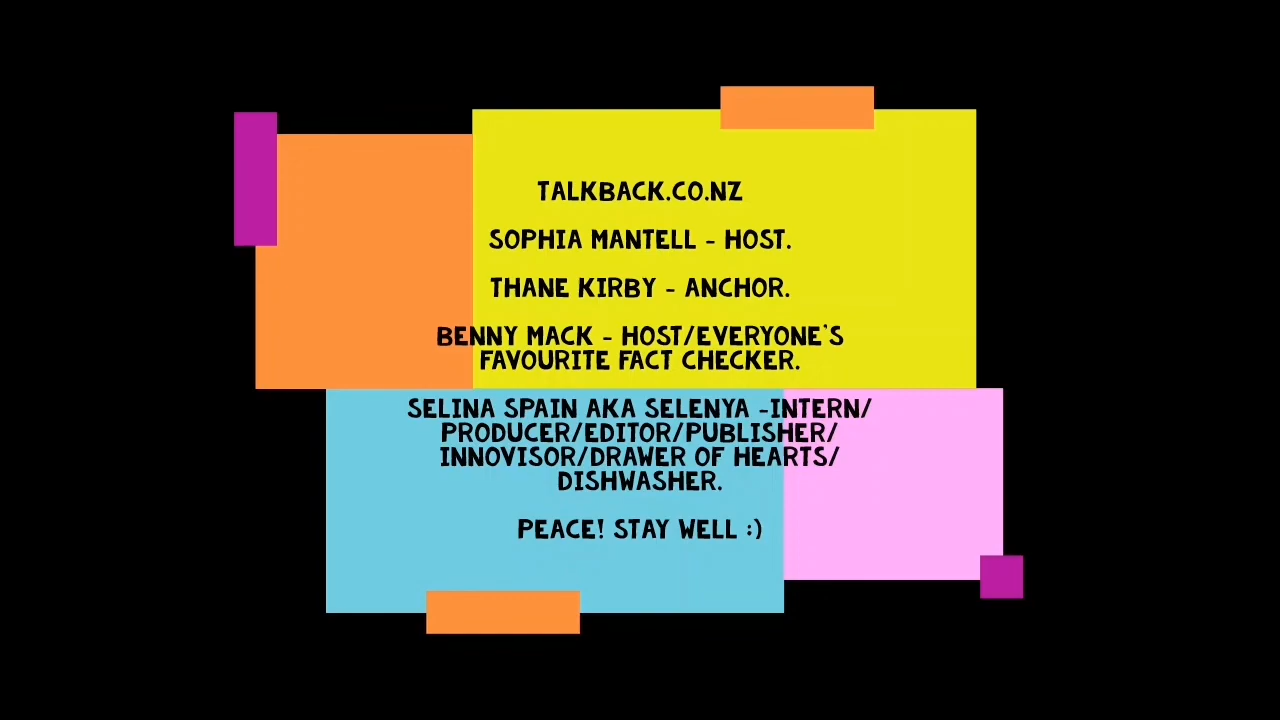 TALKBACK.CO.NZ
SOPHIA MANTELL - HOST.
THANE KIRBY - ANCHOR.
BENNY MACK - HOST/EVERYONE'S
FAVOURITE FACT CHECKER.
SELINA SPAIN AKA SELENYA -INTERN/
PRODUCER/EDITOR/PUBLISHER/
INNOVISOR/DRAWER OF HEARTS/
DISHWASHER.
PEACE! STAY WELL :)